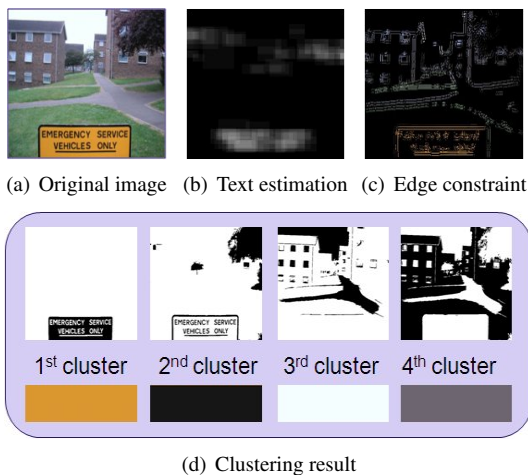 EMERGENCY SERVICE
VEHICLES ONLY
(a) Original image (b) Text estimation (c) Edge constraint
EMERGENCY SERVICE
VEHICLES ONLY
EMERGENCY SERVICE
VEHICLES ONLY
1st cluster 2nd cluster 3rd cluster 4th cluster
(d) Clustering result